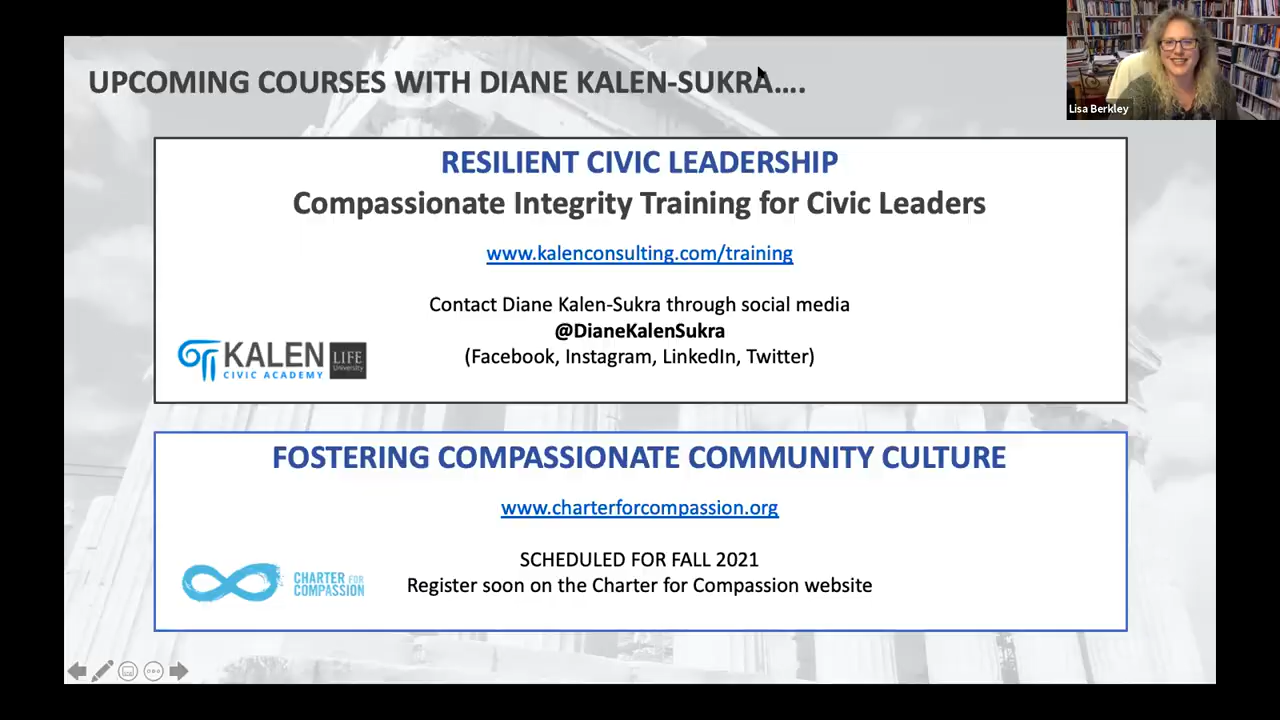 UPCOMING COURSES WITH DIANE KALEN-SUKRA....
Lisa Berkley
RESILIENT CIVIC LEADERSHIP
Compassionate Integrity Training for Civic Leaders
www.kalenconsulting.com/training
Contact Diane Kalen-Sukra through social media
@DianeKalenSukra
(Facebook, Instagram, LinkedIn, Twitter)
KALEN
CIVIC ACADEMY
LIFE
University
FOSTERING COMPASSIONATE COMMUNITY CULTURE
www.charterforcompassion.org
SCHEDULED FOR FALL 2021
Register soon on the Charter for Compassion website
CHARTER FOR
COMPASSION